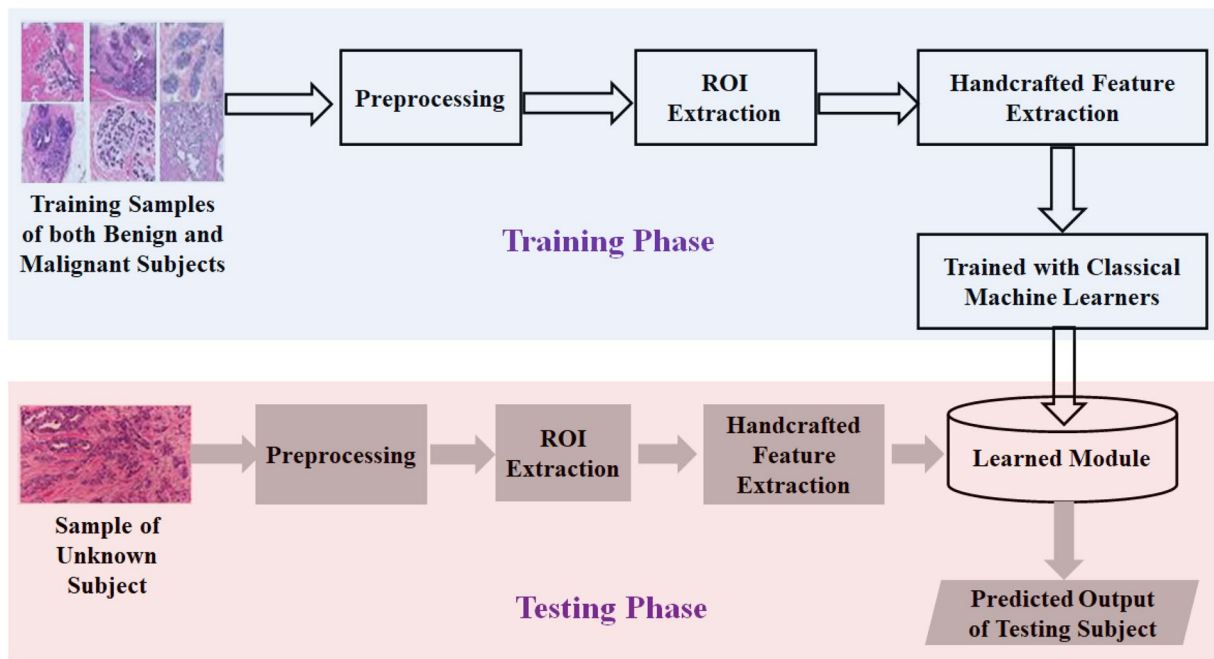 Preprocessing
ROI
Extraction
Handcrafted Feature
Extraction
Training Samples
of both Benign and
Malignant Subjects
Training Phase
Trained with Classical
Machine Learners
Preprocessing
ROI
Extraction
Handcrafted
Feature
Extraction
Learned Module
Sample of
Unknown
Subject
Testing Phase
Predicted Output
of Testing Subject